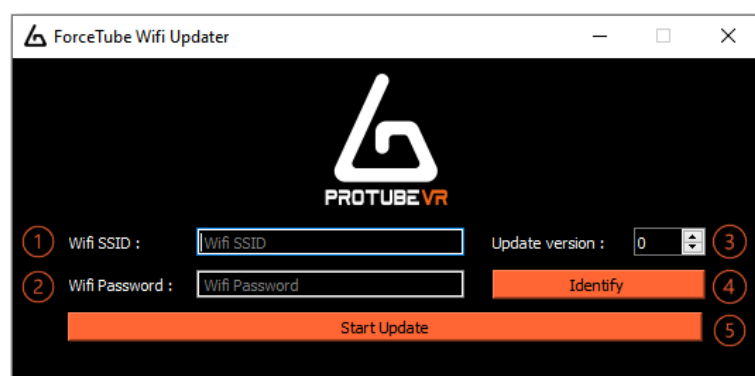 ForceTube Wifi Updater
PROTUBEVR
1 Wifi SSID : Wifi SSID Update version : 0 3
2 Wifi Password : Wifi Password Identify 4
Start Update 5